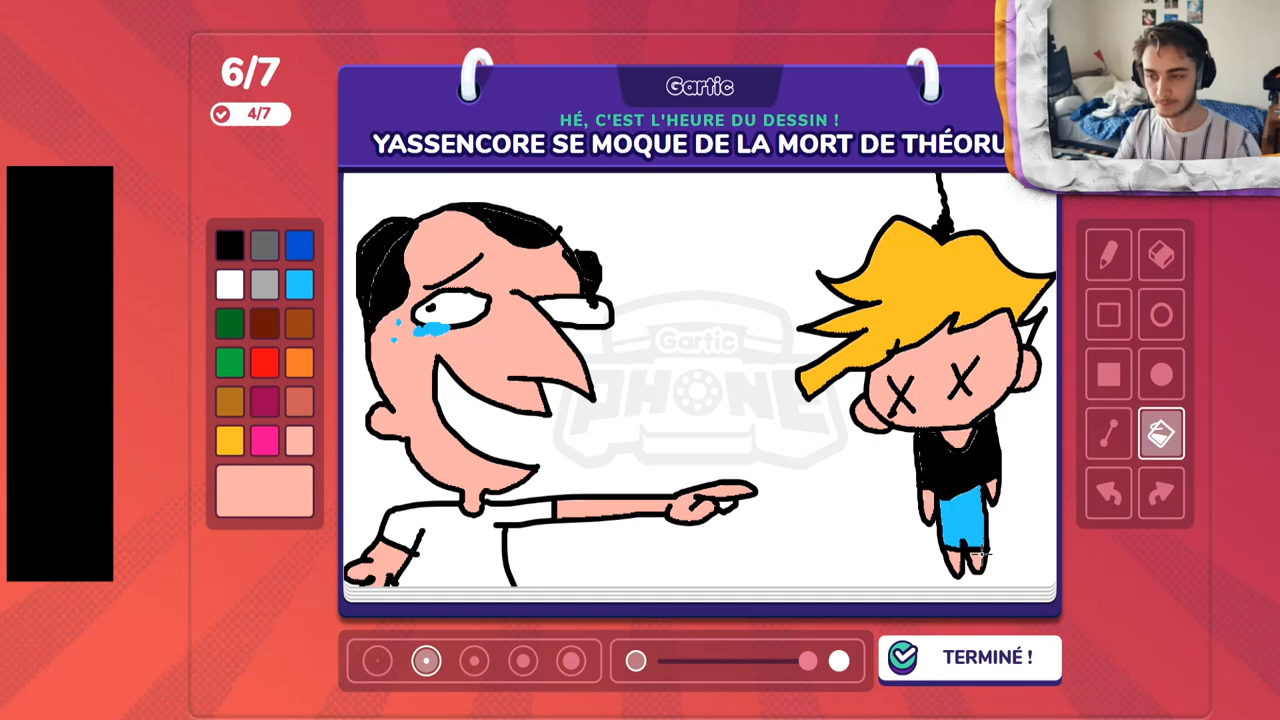 6/7
4/7
Gartic
HÉ, C'EST L'HEURE DU DESSIN !
YASSENCORE SE MOQUE DE LA MORT DE THÉORU
Gartic
PHONE
TERMINÉ !